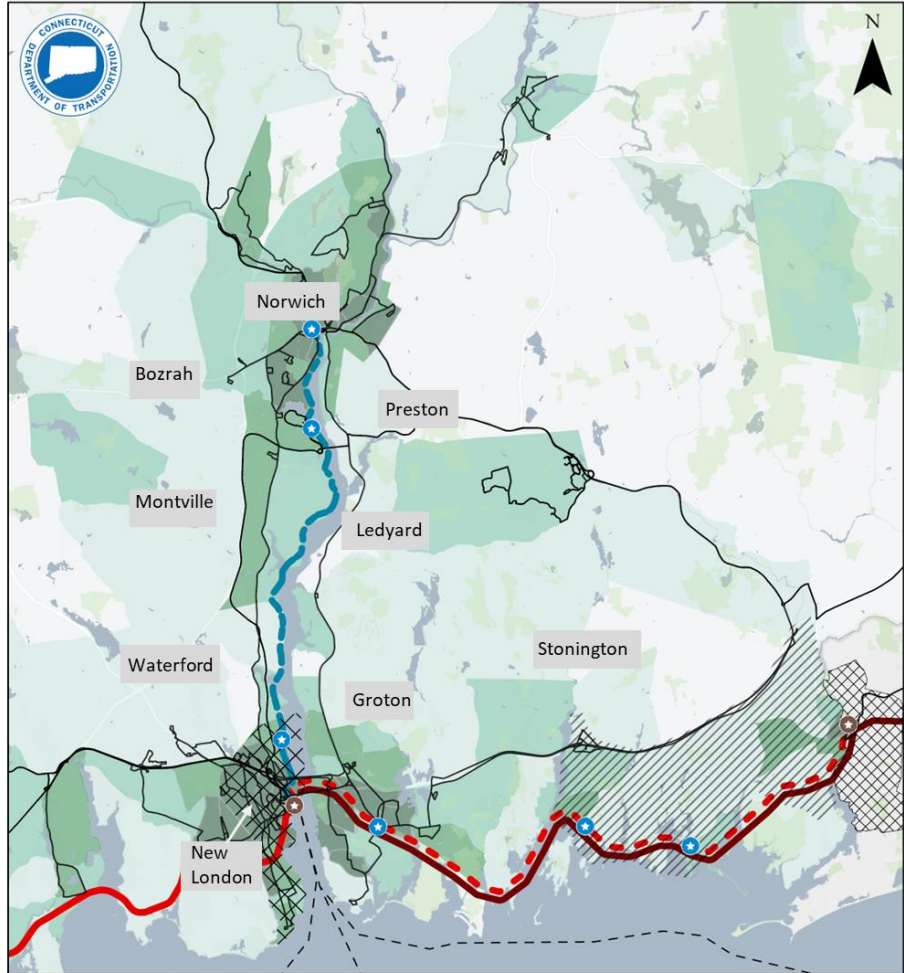 CONNECTICUT
DEPARTMENT OF TRANSPORTATION
N
Norwich
Bozrah
Preston
Montville
Ledyard
Stonington
Waterford
Groton
New
London